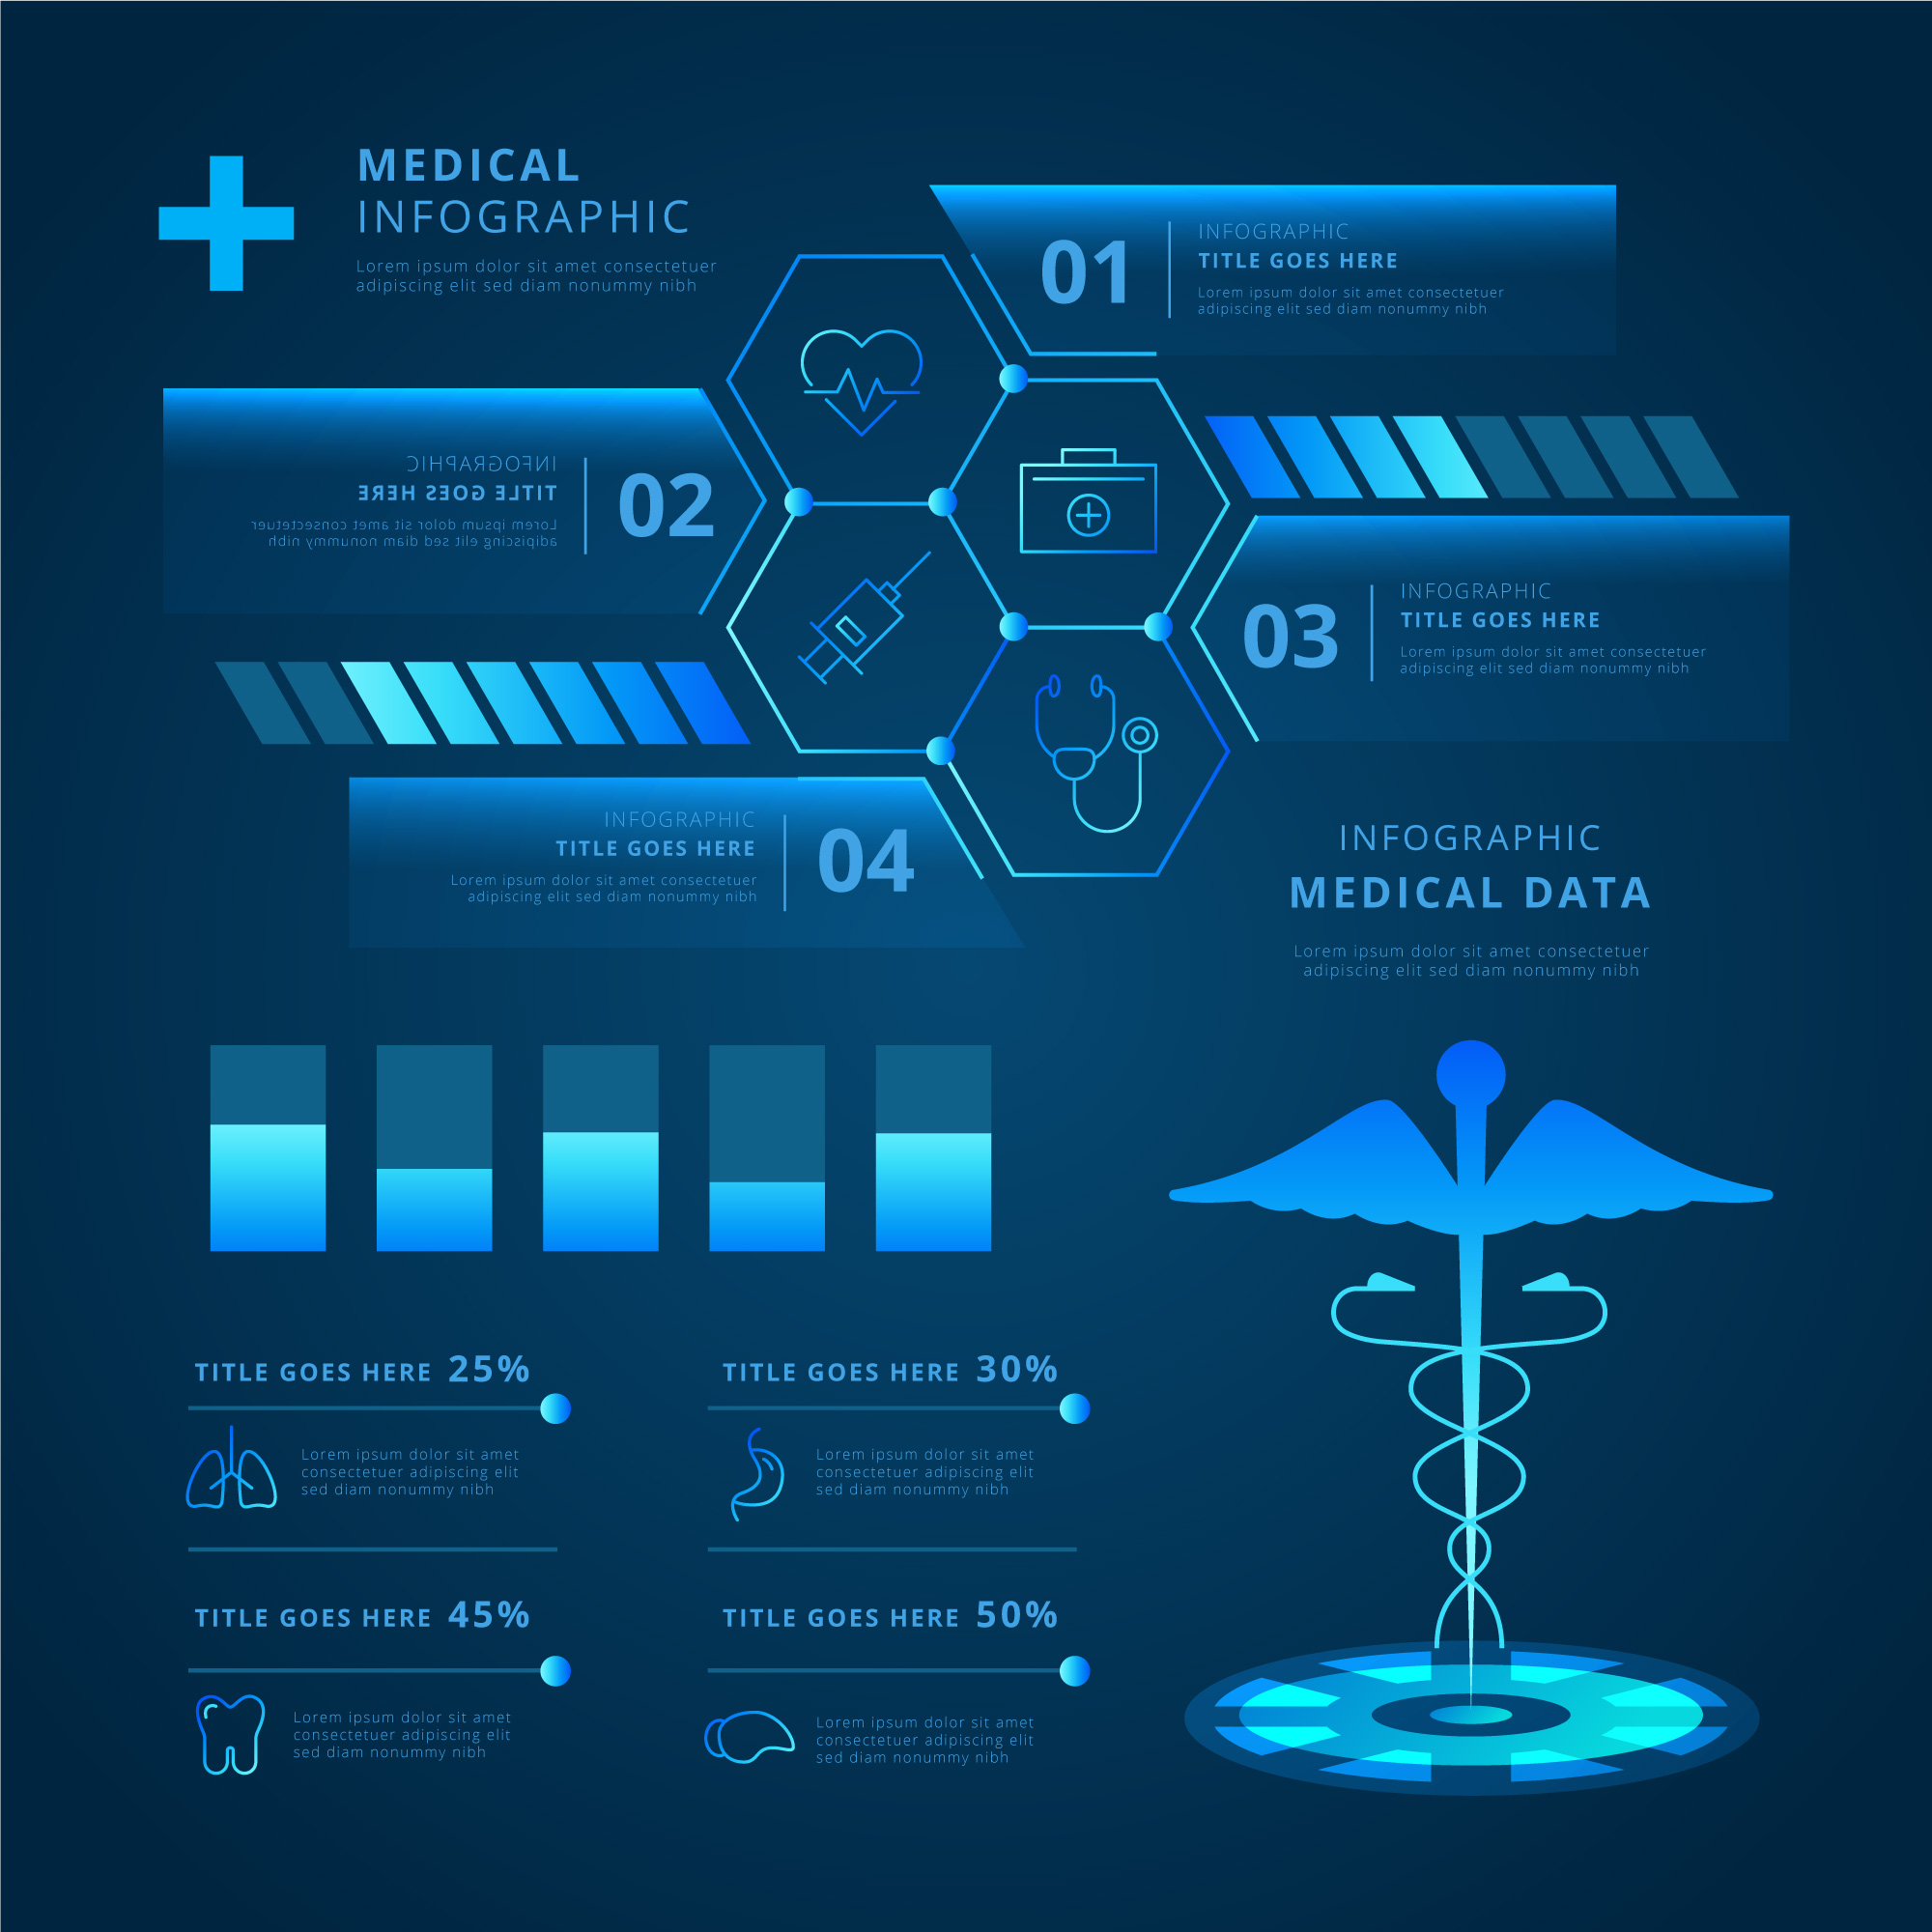 MEDICAL
INFOGRAPHIC
Lorem ipsum dolor sit amet consectetuer
adipiscing elit sed diam nonummy nibh
01
INFOGRAPHIC
TITLE GOES HERE
Lorem ipsum dolor sit amet consectetuer
adipiscing elit sed diam nonummy nibh
INFOGRAPHIC
TITLE GOES HERE
Lorem ipsum dolor sit amet consectetuer
adipiscing elit sed diam nonummy nibh
02
03
INFOGRAPHIC
TITLE GOES HERE
Lorem ipsum dolor sit amet consectetuer
adipiscing elit sed diam nonummy nibh
INFOGRAPHIC
TITLE GOES HERE
Lorem ipsum dolor sit amet consectetuer
adipiscing elit sed diam nonummy nibh
04
INFOGRAPHIC
MEDICAL DATA
Lorem ipsum dolor sit amet consectetuer
adipiscing elit sed diam nonummy nibh
TITLE GOES HERE 25%
Lorem ipsum dolor sit amet
consectetuer adipiscing elit
sed diam nonummy nibh
TITLE GOES HERE 30%
Lorem ipsum dolor sit amet
consectetuer adipiscing elit
sed diam nonummy nibh
TITLE GOES HERE 45%
Lorem ipsum dolor sit amet
consectetuer adipiscing elit
sed diam nonummy nibh
TITLE GOES HERE 50%
Lorem ipsum dolor sit amet
consectetuer adipiscing elit
sed diam nonummy nibh